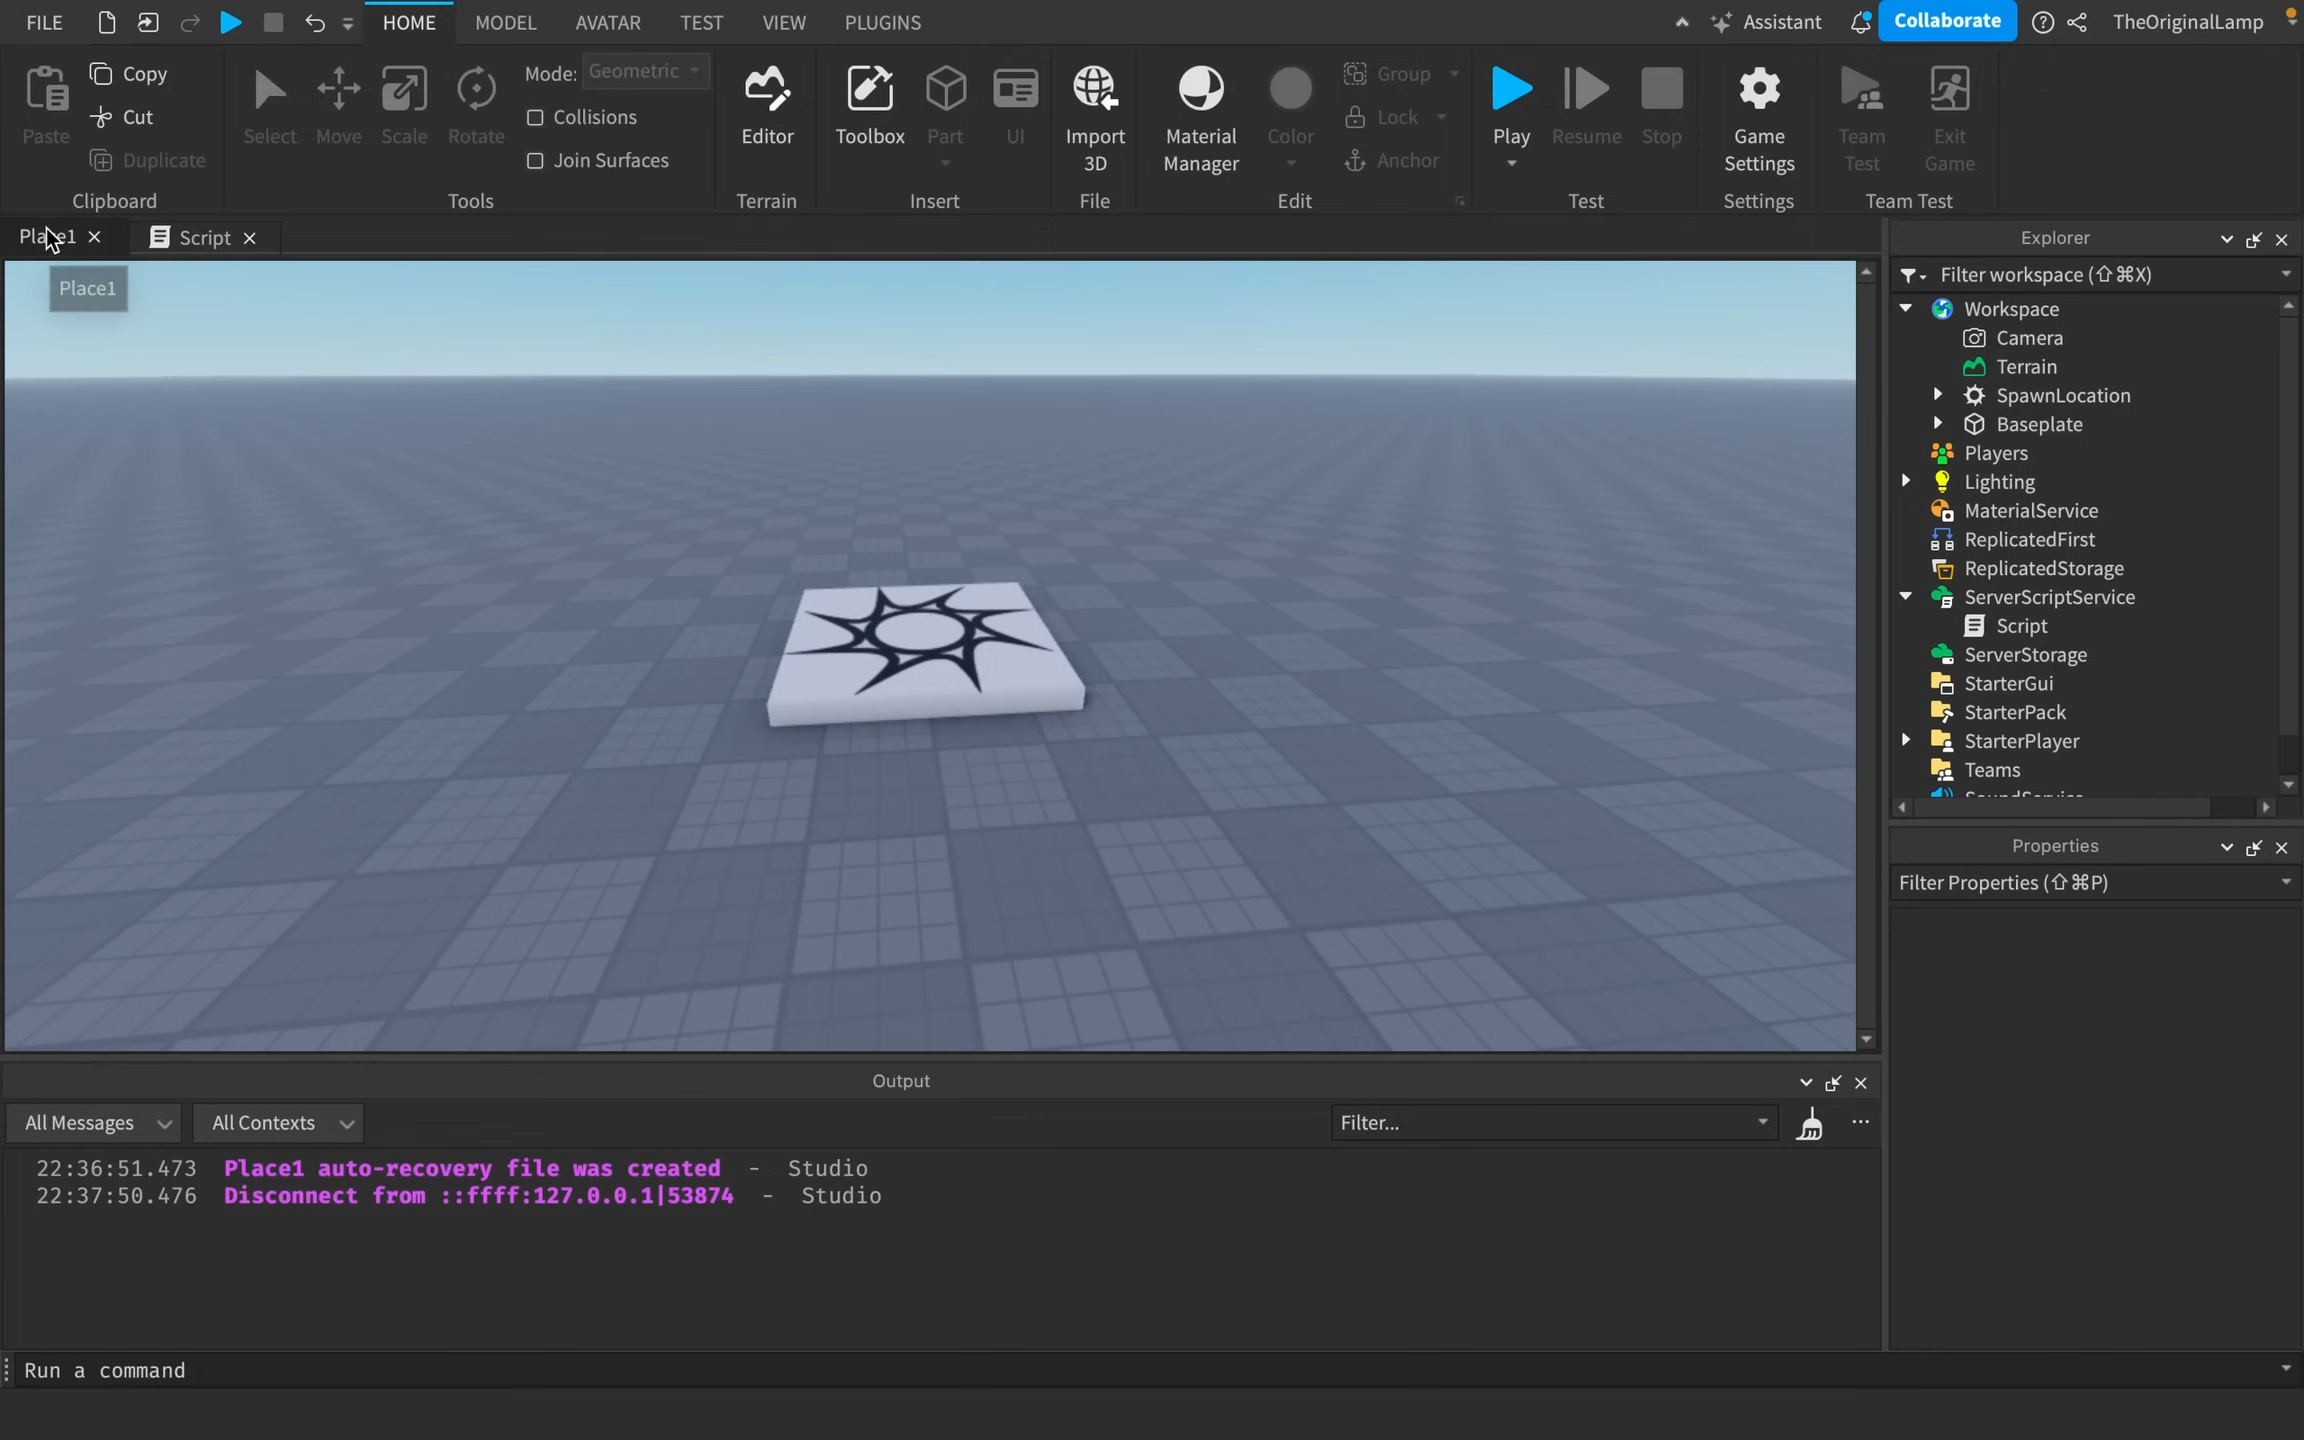 FILE HOME MODEL AVATAR TEST VIEW PLUGINS Assistant Collaborate TheOriginalLamp
Paste
Copy
Cut
Duplicate
Clipboard
Select Move Scale Rotate
Mode: Geometric
Collisions
Join Surfaces
Tools
Editor
Terrain
Toolbox Part UI
Insert
Import
3D
File
Material
Manager
Color
Group
Lock
Anchor
Edit
Play Resume Stop
Test
Game
Settings
Settings
Team
Test
Exit
Game
Team Test
Place1 Script
Place1
Explorer
Filter workspace (⇧⌘X)
Workspace
Camera
Terrain
SpawnLocation
Baseplate
Players
Lighting
MaterialService
ReplicatedFirst
ReplicatedStorage
ServerScriptService
Script
ServerStorage
StarterGui
StarterPack
StarterPlayer
Teams
SoundService
Properties
Filter Properties (⇧⌘P)
Output
All Messages All Contexts Filter...
22:36:51.473 Place1 auto-recovery file was created - Studio
22:37:50.476 Disconnect from ::ffff:127.0.0.1|53874 - Studio
Run a command